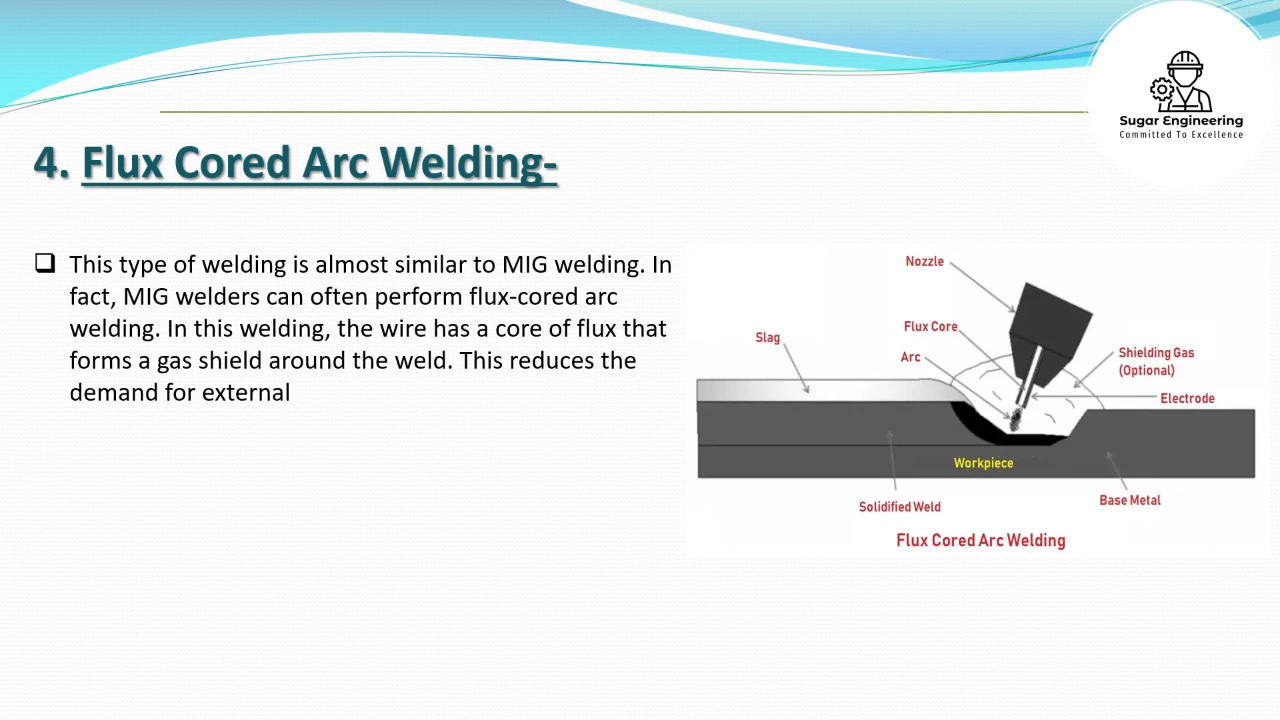 Sugar Engineering
Committed To Excellence
4. Flux Cored Arc Welding-
This type of welding is almost similar to MIG welding. In
fact, MIG welders can often perform flux-cored arc
welding. In this welding, the wire has a core of flux that
forms a gas shield around the weld. This reduces the
demand for external
Nozzle
Flux Core
Slag
Arc
Shielding Gas
(Optional)
Electrode
Workpiece
Solidified Weld
Base Metal
Flux Cored Arc Welding